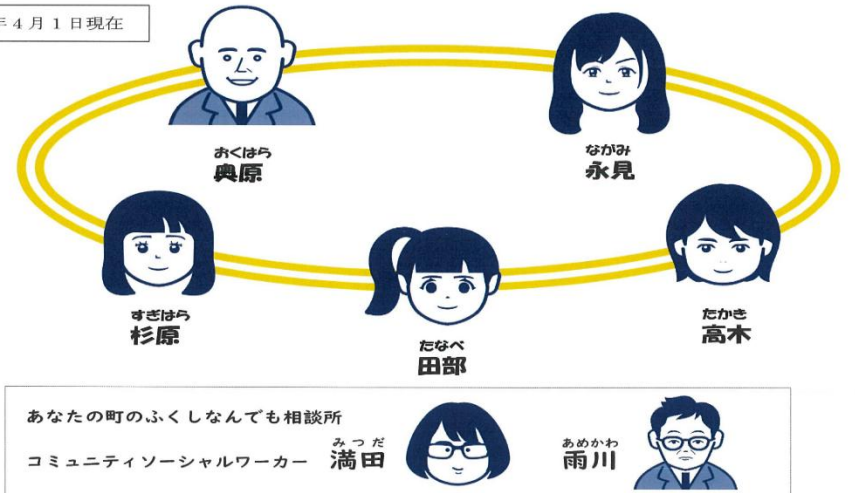 年4月1日現在
おくはら
奥原
ながみ
永見
すぎはら
杉原
たなべ
田部
たかき
高木
あなたの町のふくしなんでも相談所
コミュニティソーシャルワーカー
みつだ
満田
あめかわ
雨川